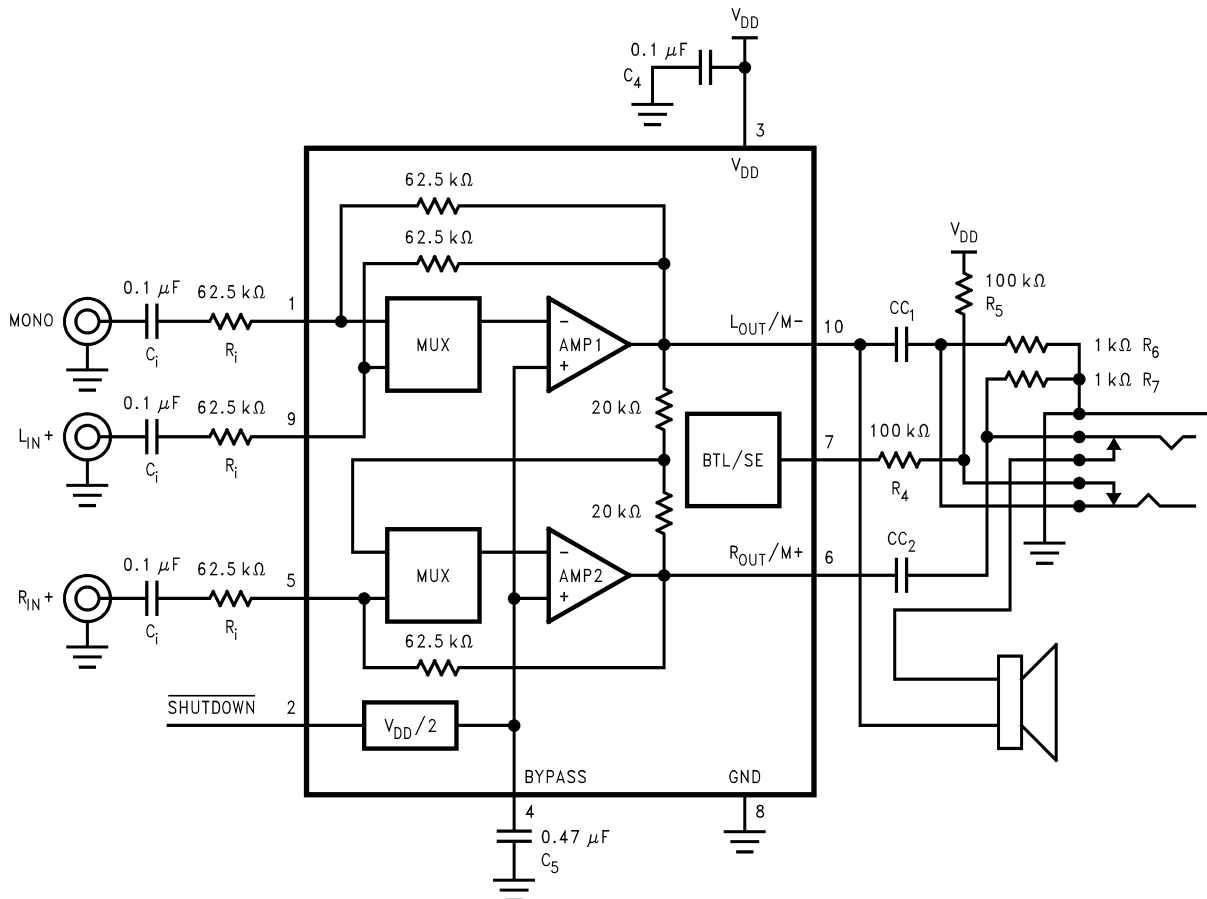 V_DD
0.1 μF
C_4
3
V_DD
62.5 kΩ
62.5 kΩ
V_DD
100 kΩ
R_5
MONO
0.1 μF
C_i
62.5 kΩ
R_i
1
MUX
−
AMP1
+
L_OUT/M−
10
CC_1
1 kΩ R_6
1 kΩ R_7
L_IN+
0.1 μF
C_i
62.5 kΩ
R_i
9
20 kΩ
BTL/SE
7
100 kΩ
R_4
20 kΩ
R_IN+
0.1 μF
C_i
62.5 kΩ
R_i
5
MUX
−
AMP2
+
R_OUT/M+
6
CC_2
62.5 kΩ
SHUTDOWN
2
V_DD/2
BYPASS
GND
4
8
0.47 μF
C_5